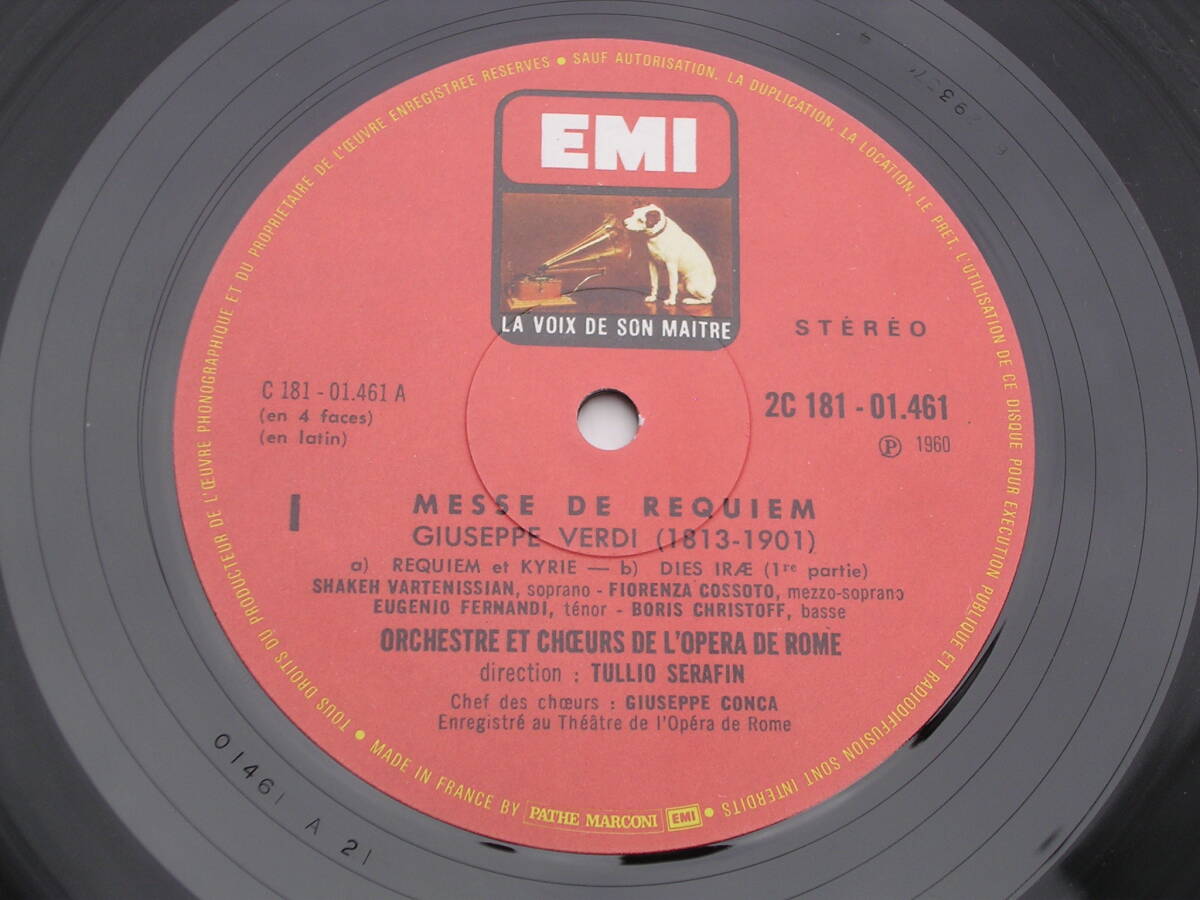 EMI
LA VOIX DE SON MAITRE
STÉRÉO
C 181 - 01.461 A
(en 4 faces)
(en latin)
2C 181 - 01.461
Ⓟ 1960
I
MESSE DE REQUIEM
GIUSEPPE VERDI (1813-1901)
a) REQUIEM et KYRIE — b) DIES IRÆ (1re partie)
SHAKEH VARTENISSIAN, soprano - FIORENZA COSSOTO, mezzo-soprano
EUGENIO FERNANDI, ténor - BORIS CHRISTOFF, basse
ORCHESTRE ET CHŒURS DE L'OPERA DE ROME
direction : TULLIO SERAFIN
Chef des chœurs : GIUSEPPE CONCA
Enregistré au Théâtre de l'Opéra de Rome
• TOUS DROITS DU PRODUCTEUR DE L'ŒUVRE PHONOGRAPHIQUE ET DU PROPRIETAIRE DE L'ŒUVRE ENREGISTREE RESERVES • SAUF AUTORISATION, LA DUPLICATION, LA LOCATION, LE PRET, L'UTILISATION DE CE DISQUE POUR EXECUTION PUBLIQUE ET RADIODIFFUSION SONT INTERDITS •
MADE IN FRANCE BY PATHE MARCONI EMI
01461 A 21